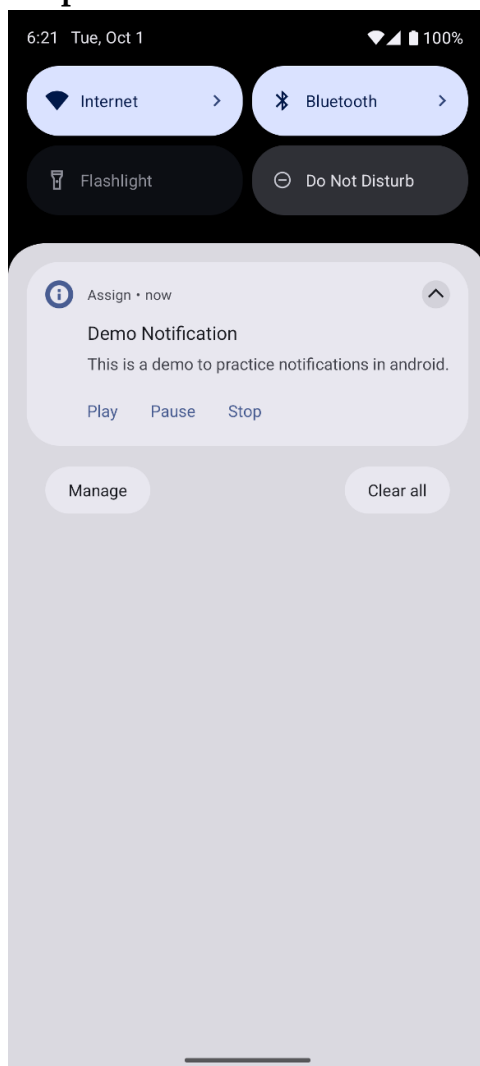 6:21 Tue, Oct 1 100%
Internet Bluetooth
Flashlight Do Not Disturb
Assign • now
Demo Notification
This is a demo to practice notifications in android.
Play Pause Stop
Manage Clear all